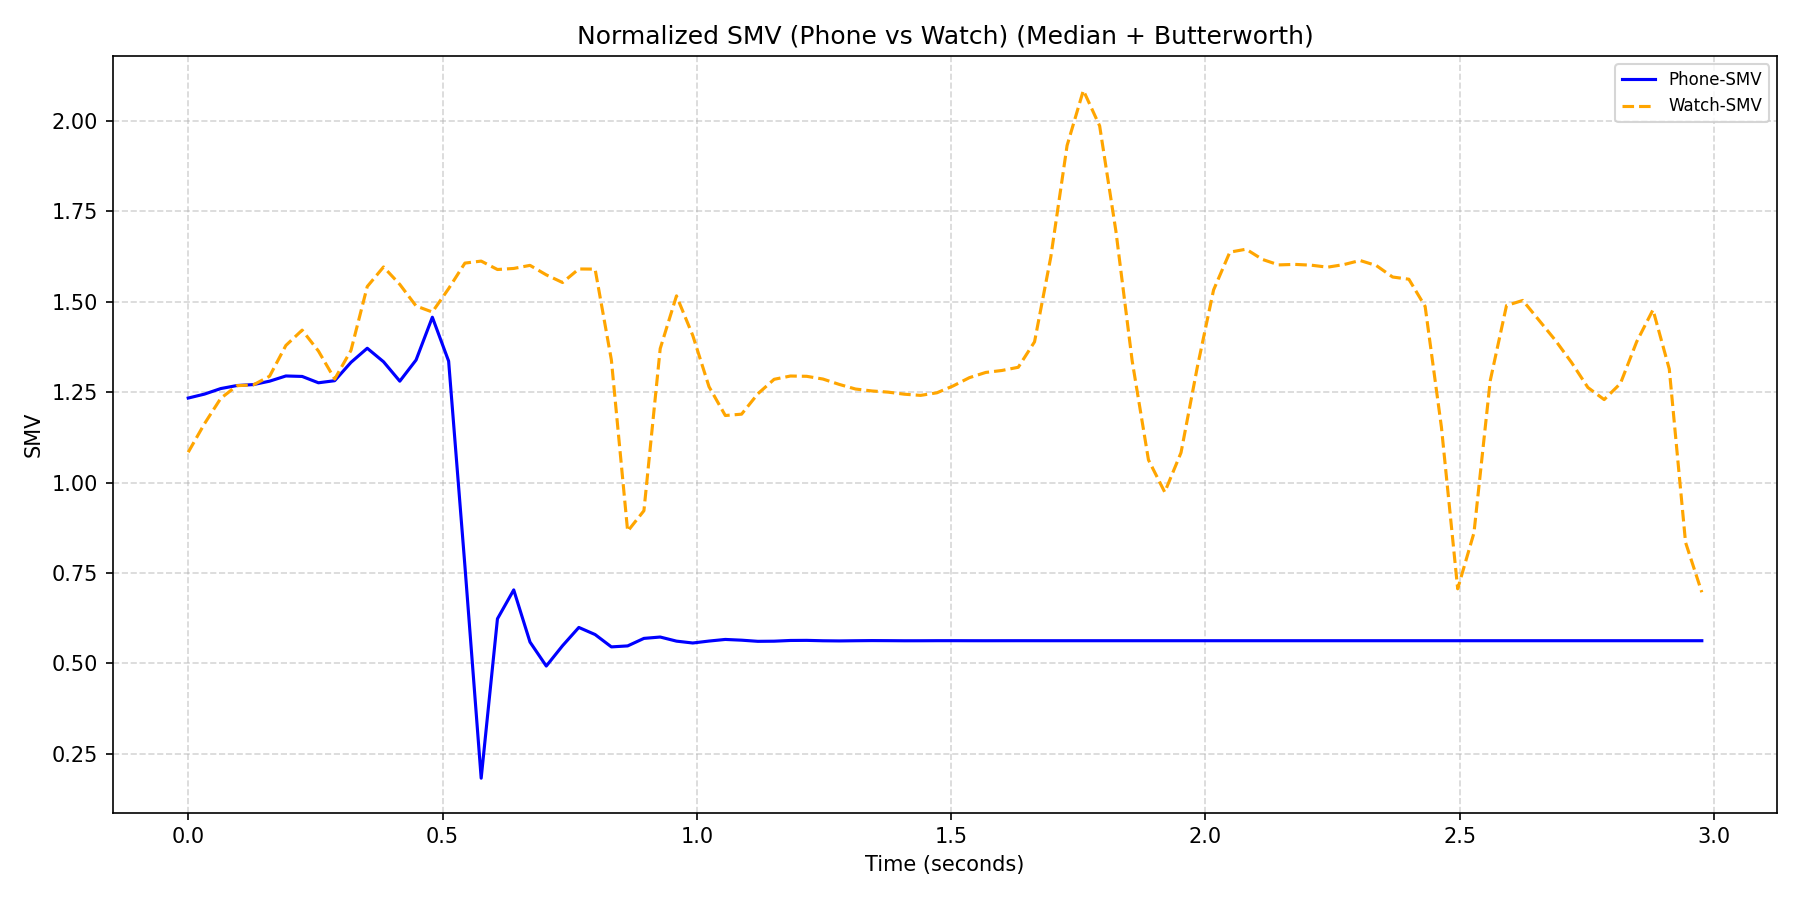 Normalized SMV (Phone vs Watch) (Median + Butterworth)
Phone-SMV
Watch-SMV
2.00
1.75
1.50
1.25
1.00
0.75
0.50
0.25
SMV
0.0 0.5 1.0 1.5 2.0 2.5 3.0
Time (seconds)